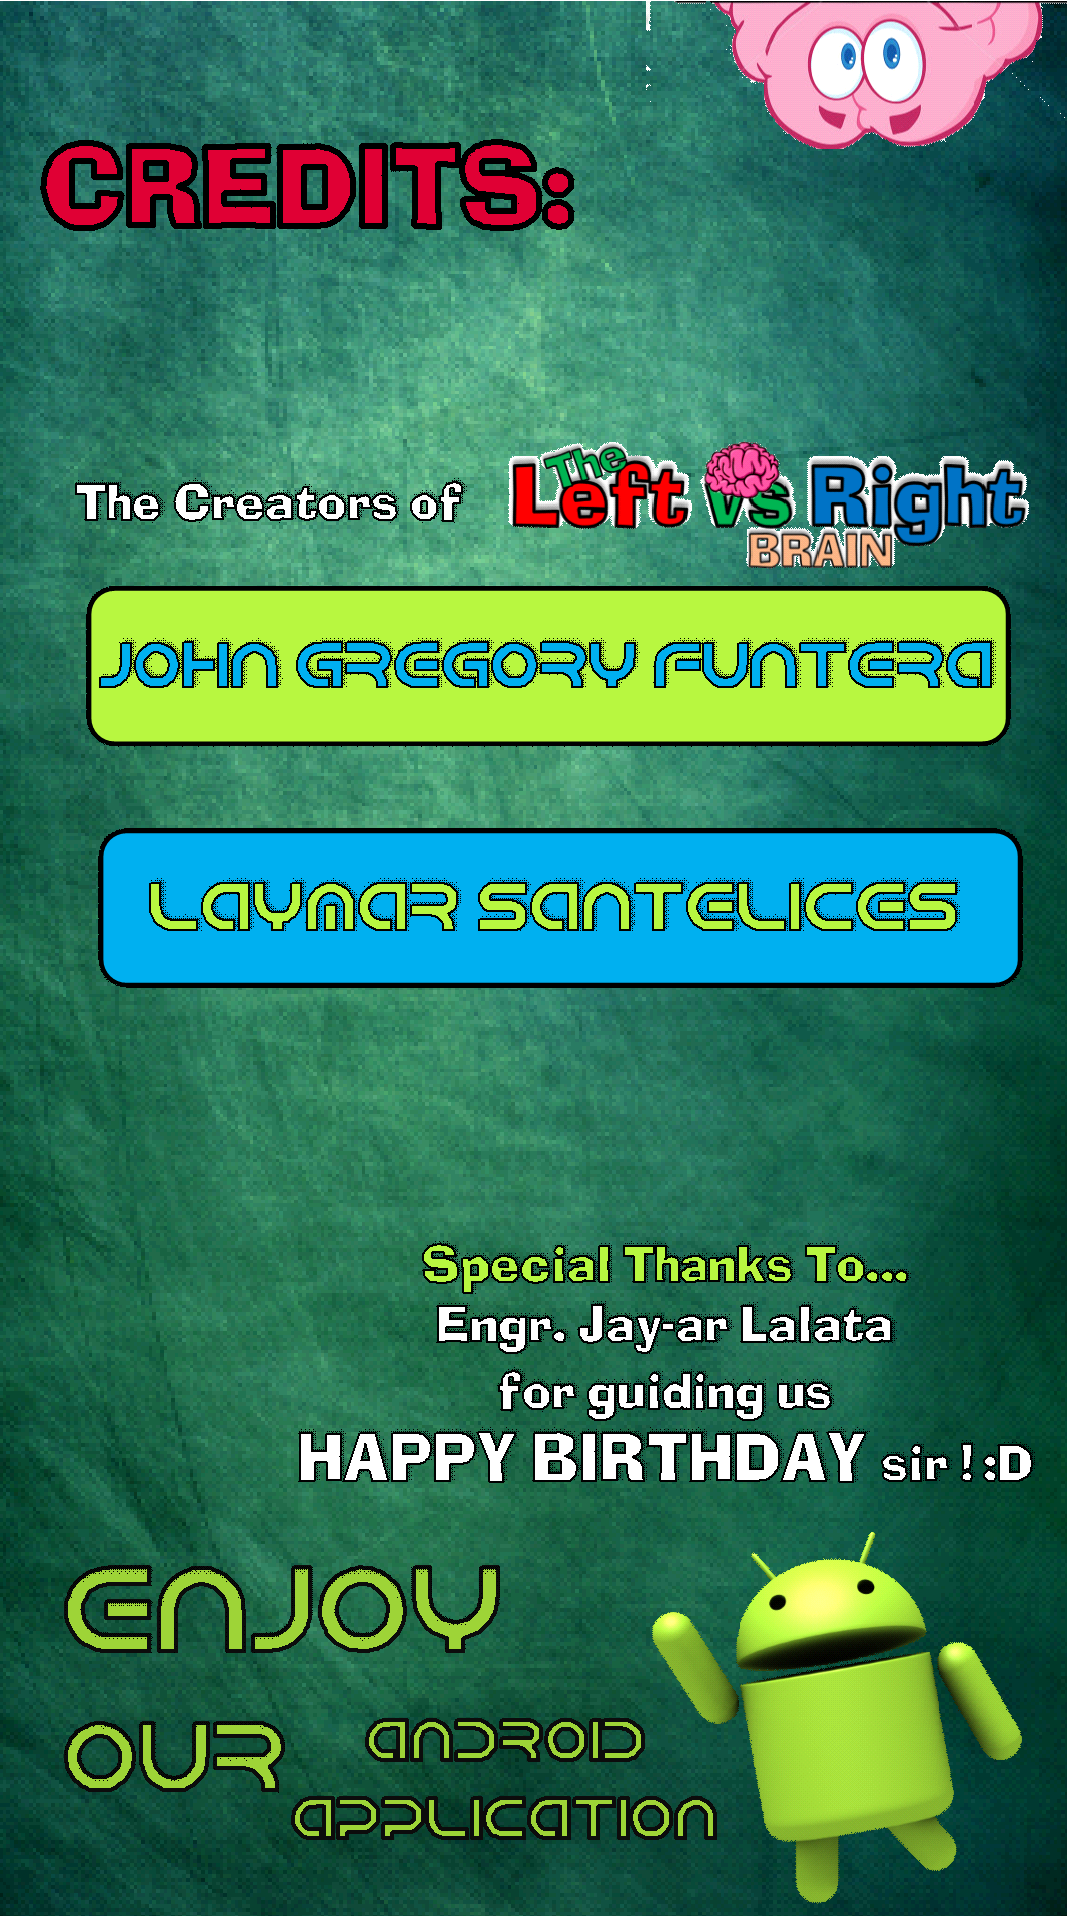 CREDITS:
The Creators of
The
Left vs Right
BRAIN
JOHN GREGORY FUNTERA
LAYMAR SANTELICES
Special Thanks To...
Engr. Jay-ar Lalata
for guiding us
HAPPY BIRTHDAY sir ! :D
ENJOY
OUR ANDROID
APPLICATION